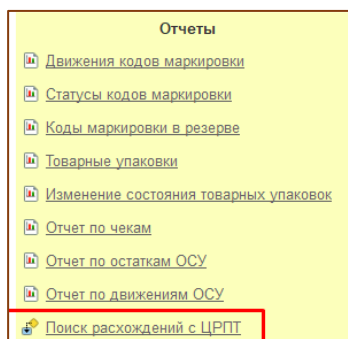 Отчеты
Движения кодов маркировки
Статусы кодов маркировки
Коды маркировки в резерве
Товарные упаковки
Изменение состояния товарных упаковок
Отчет по чекам
Отчет по остаткам ОСУ
Отчет по движениям ОСУ
Поиск расхождений с ЦРПТ